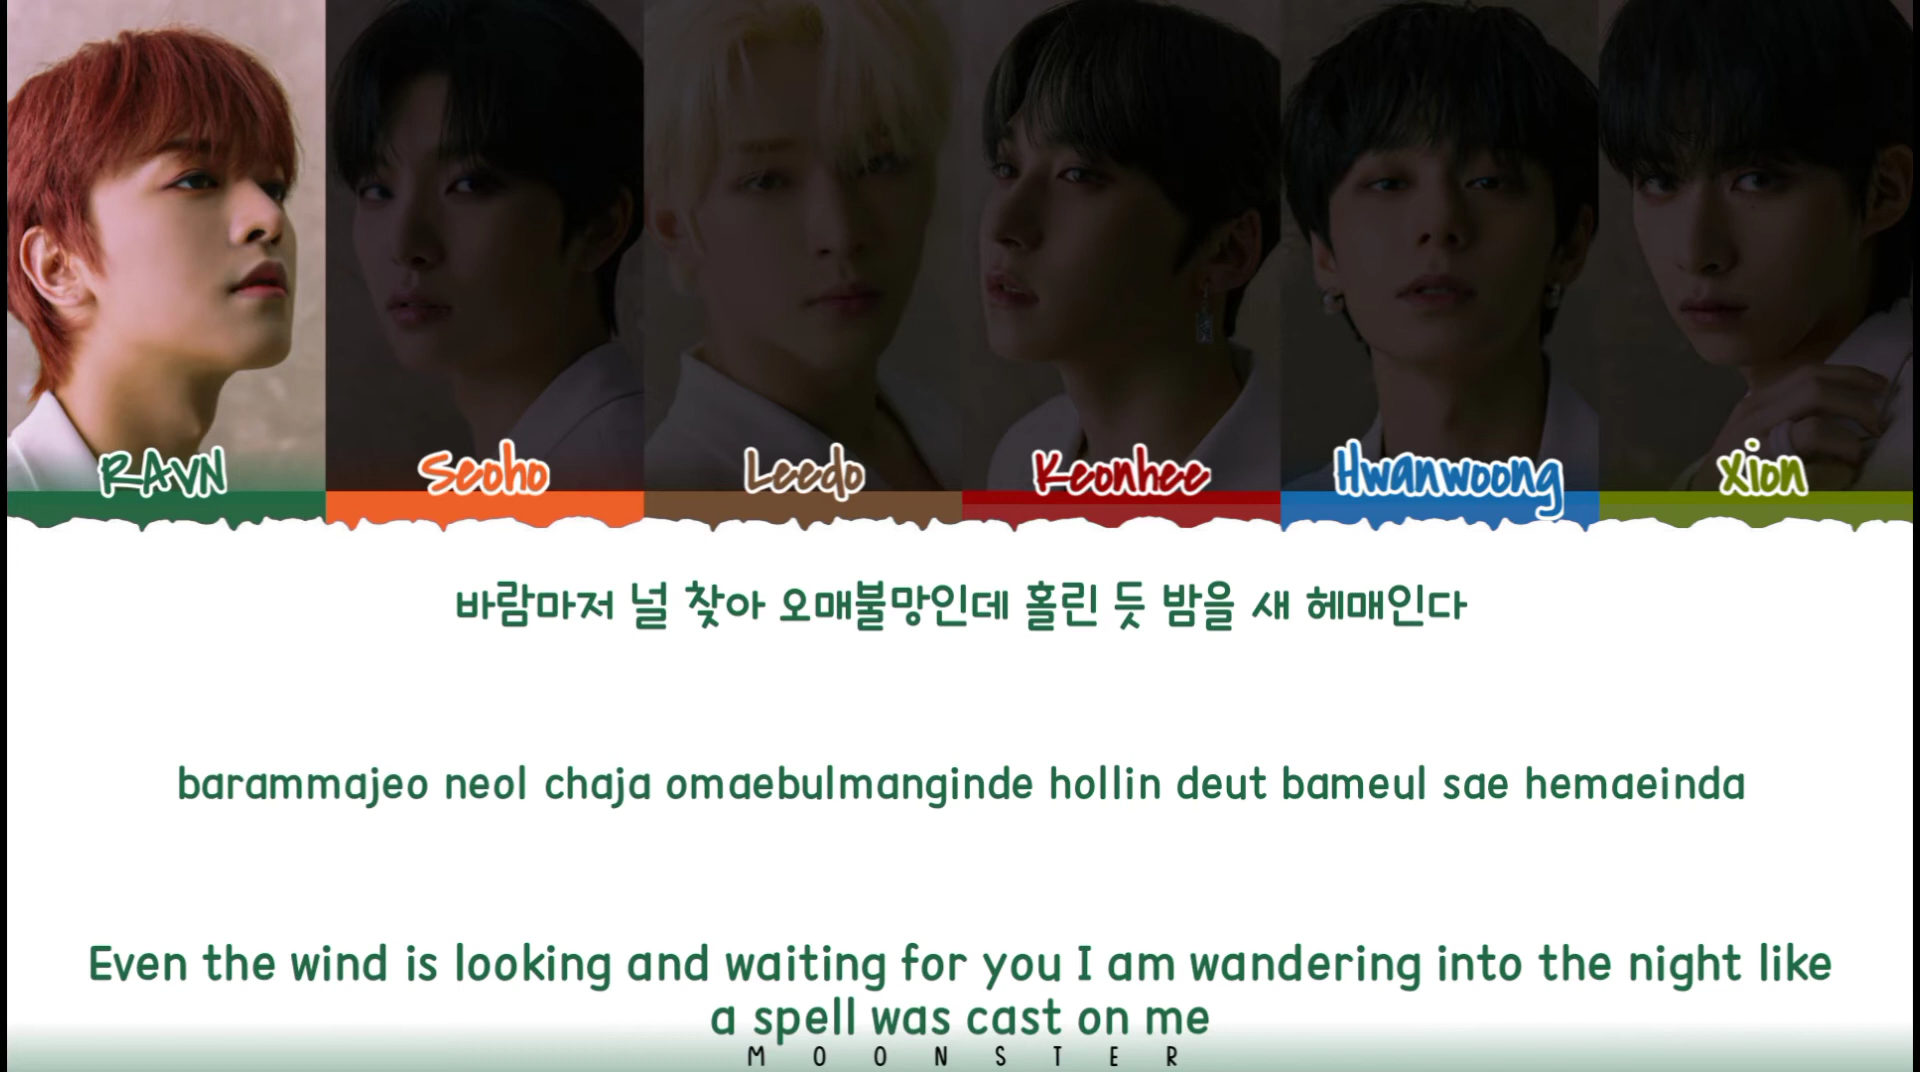 RAVN Seoho Leedo Keonhee Hwanwoong Xion
바람마저 널 찾아 오매불망인데 홀린 듯 밤을 새 헤매인다
barammajeo neol chaja omaebulmanginde hollin deut bameul sae hemaeinda
Even the wind is looking and waiting for you I am wandering into the night like
a spell was cast on me
MOONSTER